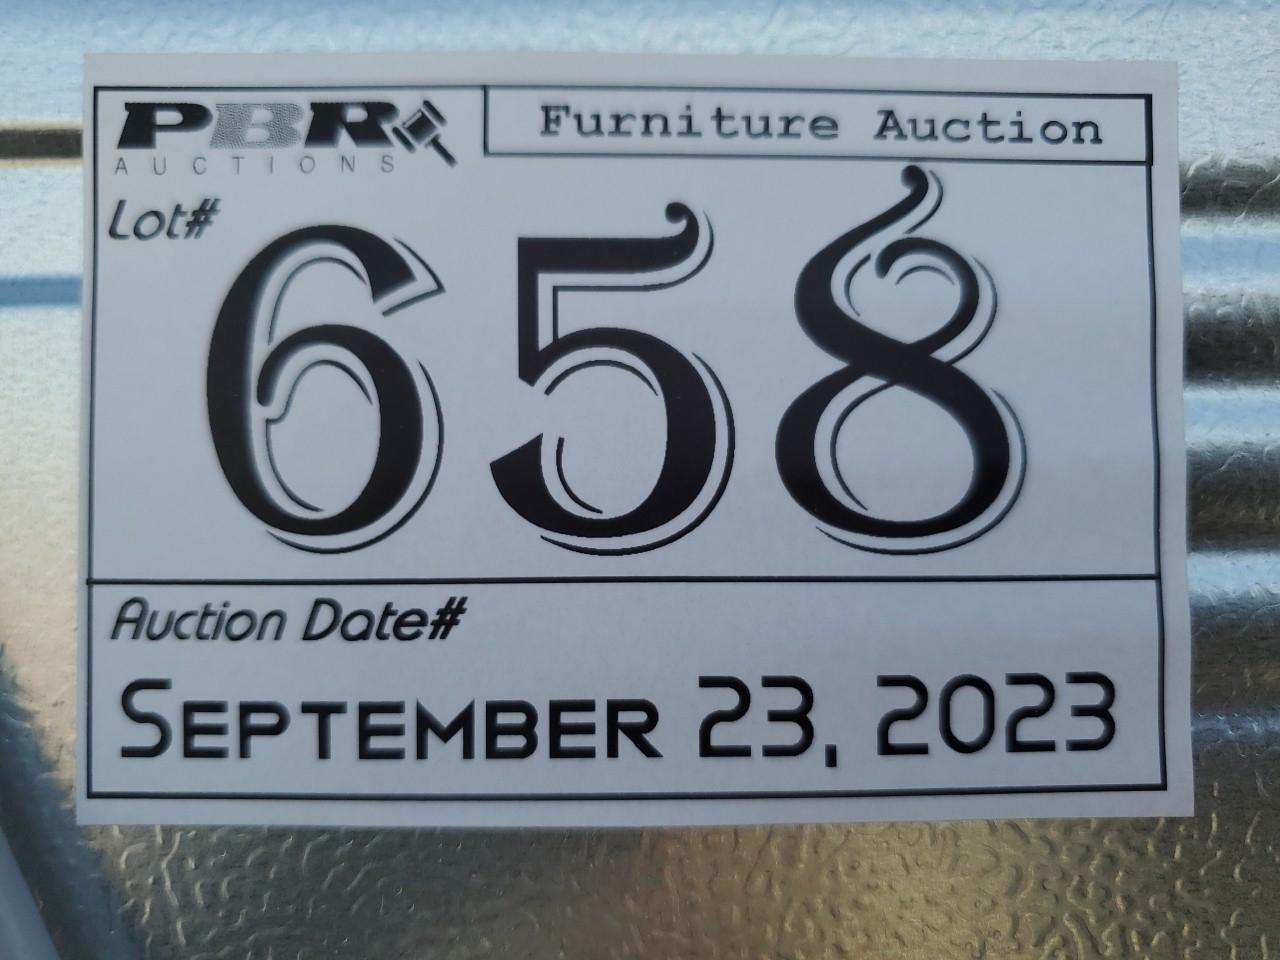 PBR
AUCTIONS
Furniture Auction
Lot#
658
Auction Date#
SEPTEMBER 23, 2023